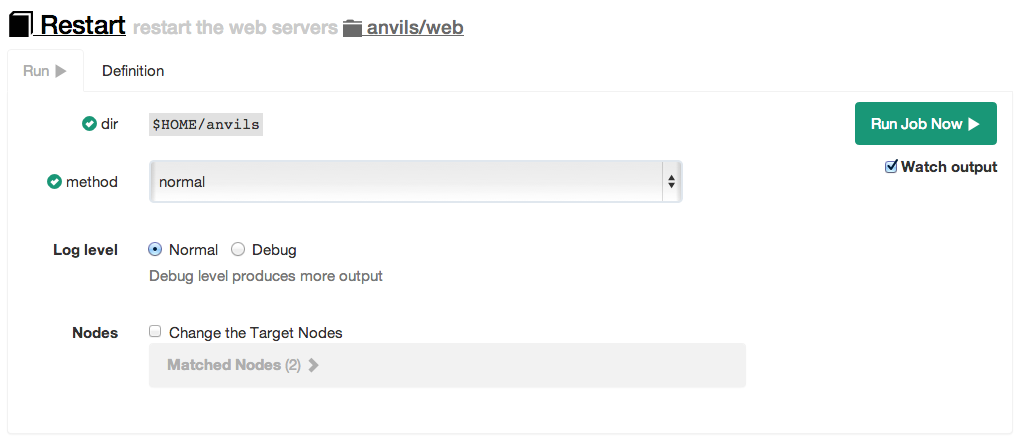 Restart restart the web servers anvils/web
Run Definition
dir $HOME/anvils
Run Job Now
Watch output
method normal
Log level Normal Debug
Debug level produces more output
Nodes Change the Target Nodes
Matched Nodes (2)